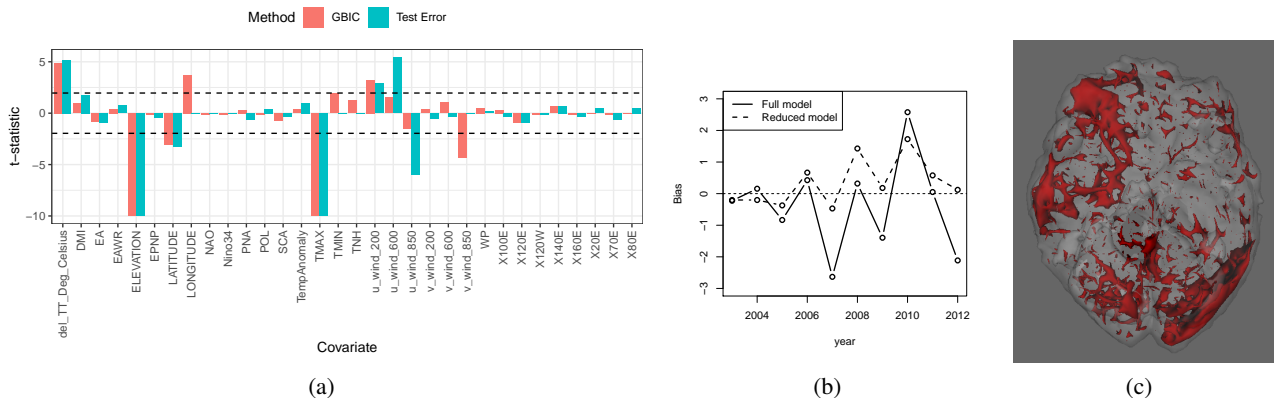 Method GBIC Test Error
5
0
−5
−10
t−statistic
del_TT_Deg_Celsius
DMI
EA
EAWR
ELEVATION
EPNP
LATITUDE
LONGITUDE
NAO
Nino34
PNA
POL
SCA
TempAnomaly
TMAX
TMIN
TNH
u_wind_200
u_wind_600
u_wind_850
v_wind_200
v_wind_600
v_wind_850
WP
X100E
X120E
X120W
X140E
X160E
X20E
X70E
X80E
Covariate
(a)
Full model
Reduced model
3
2
1
0
−1
−2
−3
Bias
2004 2006 2008 2010 2012
year
(b)
(c)